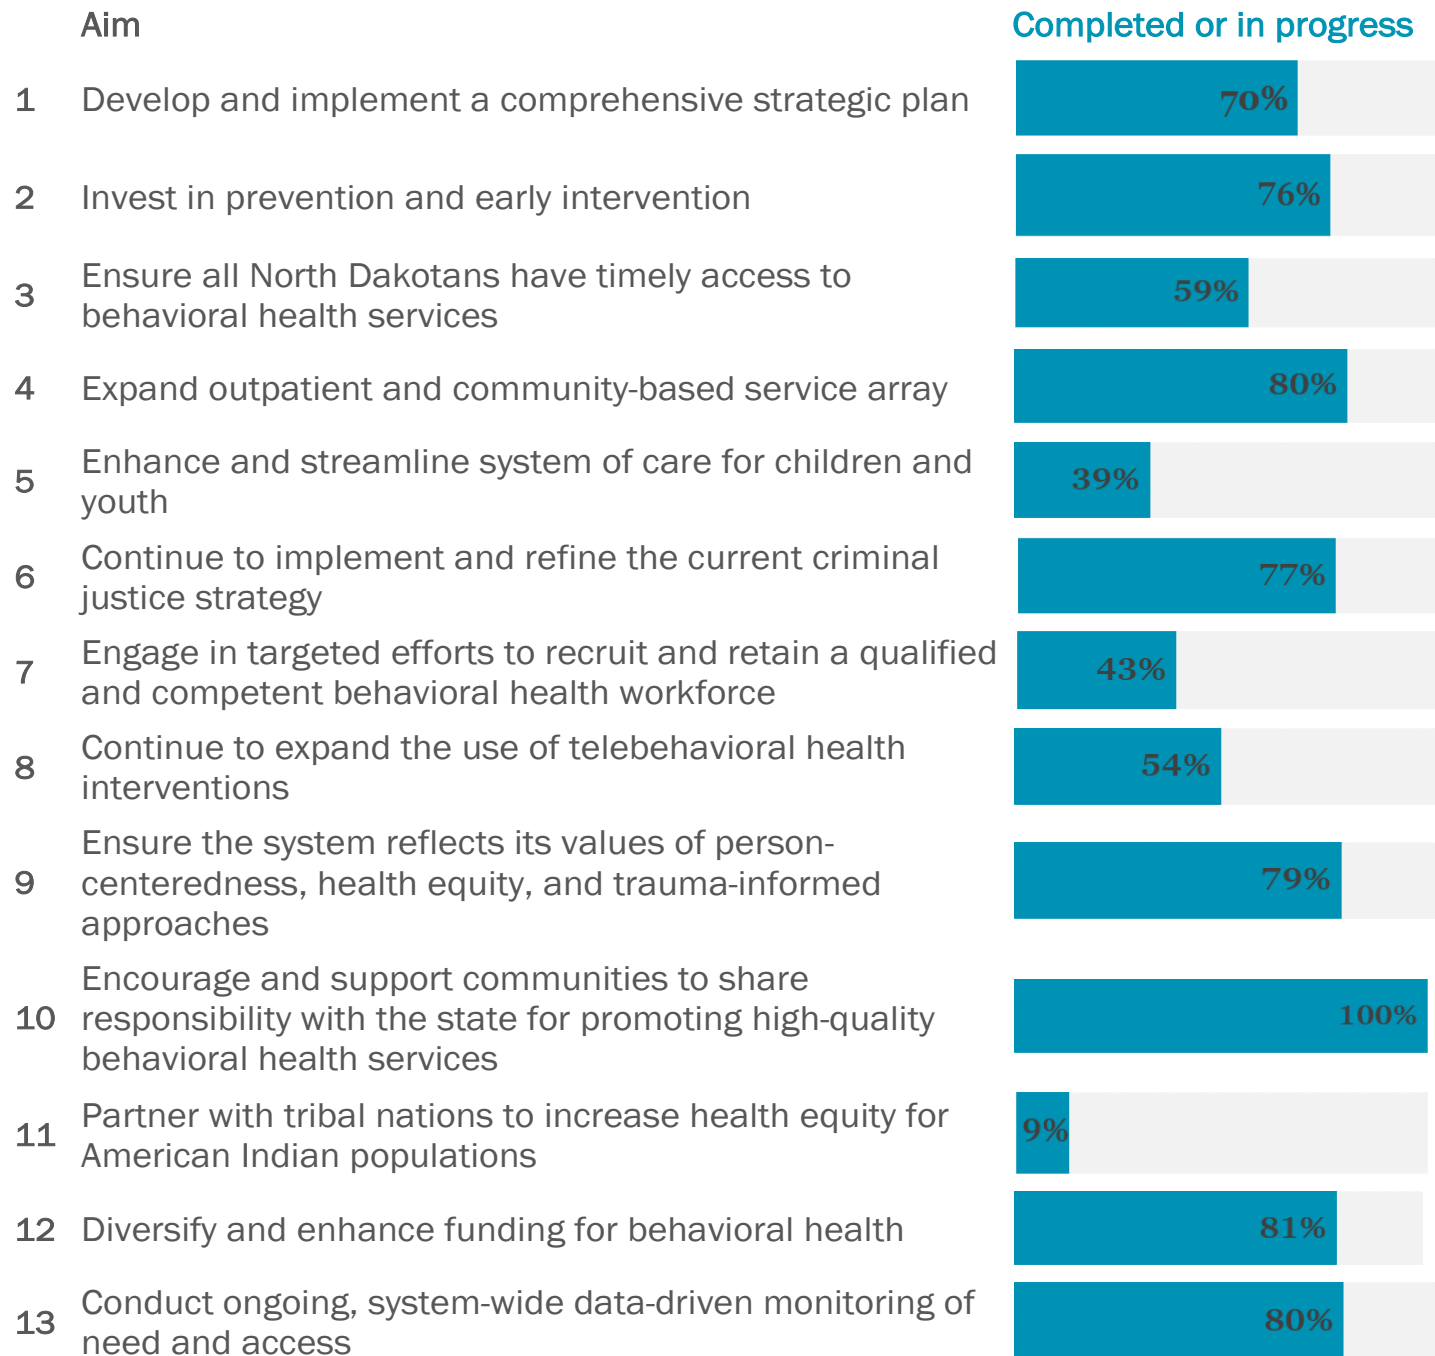 Aim Completed or in progress
1 Develop and implement a comprehensive strategic plan 70%
2 Invest in prevention and early intervention 76%
3 Ensure all North Dakotans have timely access to
behavioral health services 59%
4 Expand outpatient and community-based service array 80%
5 Enhance and streamline system of care for children and
youth 39%
6 Continue to implement and refine the current criminal
justice strategy 77%
7 Engage in targeted efforts to recruit and retain a qualified
and competent behavioral health workforce 43%
8 Continue to expand the use of telebehavioral health
interventions 54%
9 Ensure the system reflects its values of person-
centeredness, health equity, and trauma-informed
approaches 79%
10 Encourage and support communities to share
responsibility with the state for promoting high-quality
behavioral health services 100%
11 Partner with tribal nations to increase health equity for
American Indian populations 9%
12 Diversify and enhance funding for behavioral health 81%
13 Conduct ongoing, system-wide data-driven monitoring of
need and access 80%